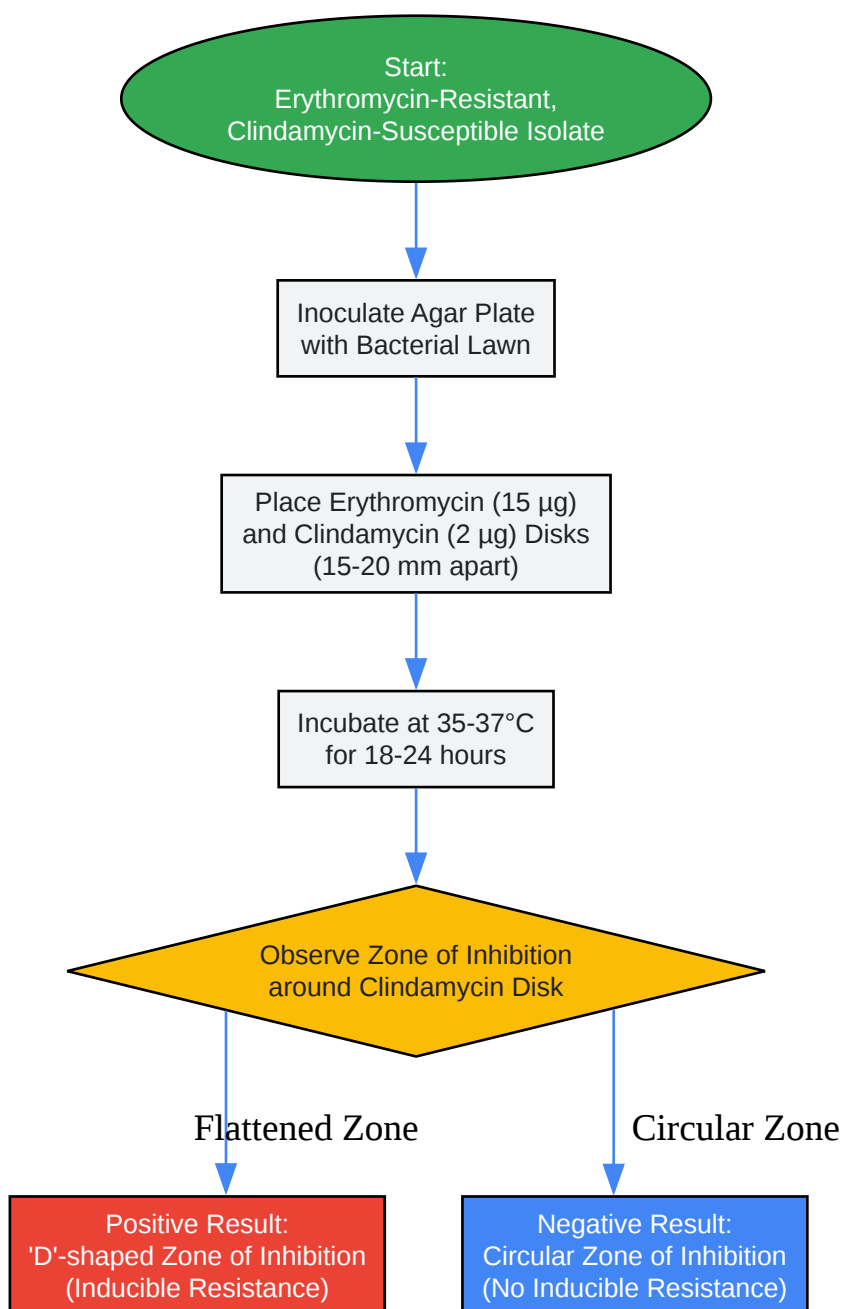 Start:
Erythromycin-Resistant,
Clindamycin-Susceptible Isolate
Inoculate Agar Plate
with Bacterial Lawn
Place Erythromycin (15 µg)
and Clindamycin (2 µg) Disks
(15-20 mm apart)
Incubate at 35-37°C
for 18-24 hours
Observe Zone of Inhibition
around Clindamycin Disk
Flattened Zone
Circular Zone
Positive Result:
'D'-shaped Zone of Inhibition
(Inducible Resistance)
Negative Result:
Circular Zone of Inhibition
(No Inducible Resistance)